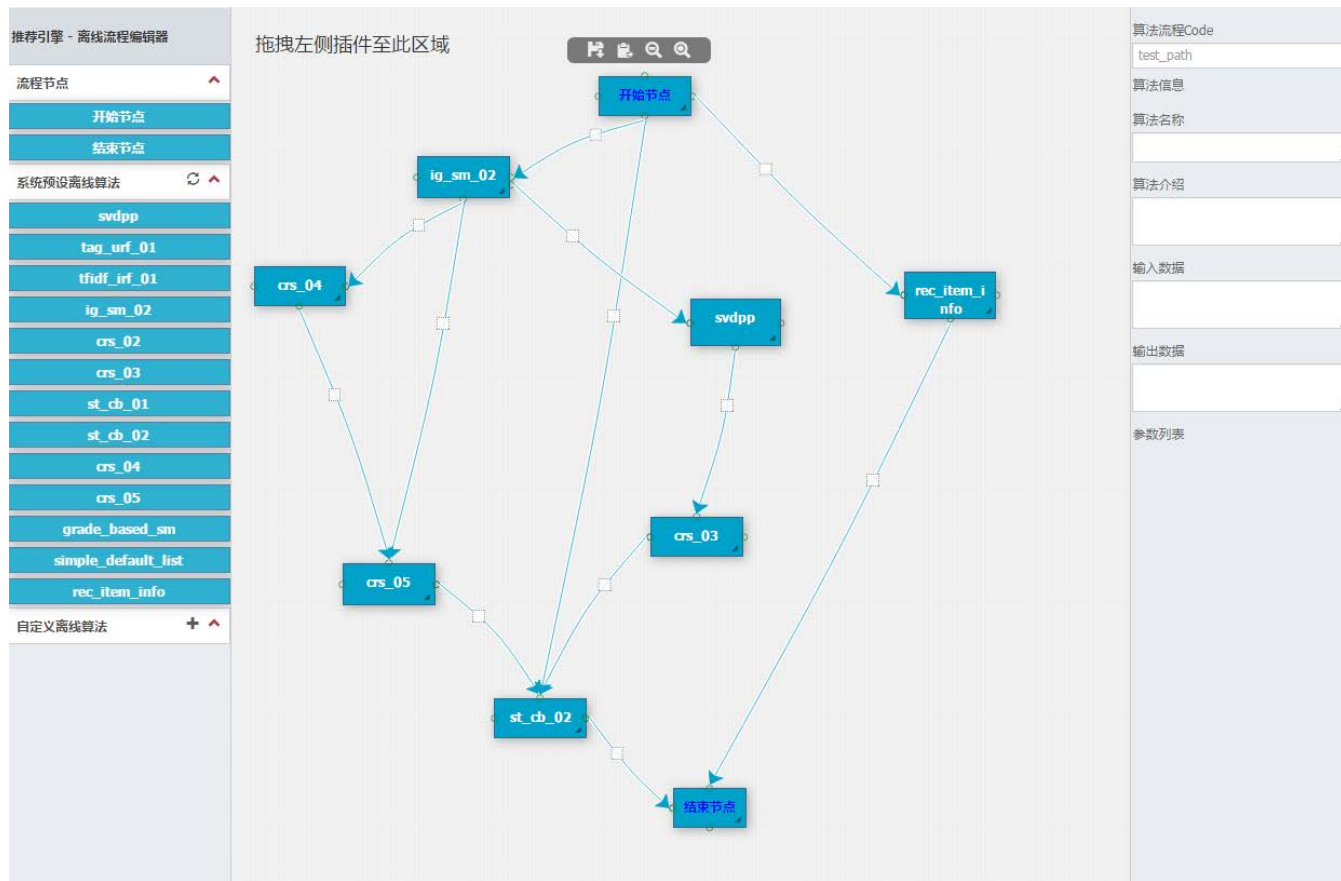 推荐引擎 - 离线流程编辑器
流程节点
开始节点
结束节点
系统预设离线算法
svdpp
tag_urf_01
tfidf_irf_01
ig_sm_02
crs_02
crs_03
st_cb_01
st_cb_02
crs_04
crs_05
grade_based_sm
simple_default_list
rec_item_info
自定义离线算法
拖拽左侧插件至此区域
开始节点
ig_sm_02
crs_04
rec_item_i
nfo
svdpp
crs_03
crs_05
st_cb_02
结束节点
算法流程Code
test_path
算法信息
算法名称
算法介绍
输入数据
输出数据
参数列表